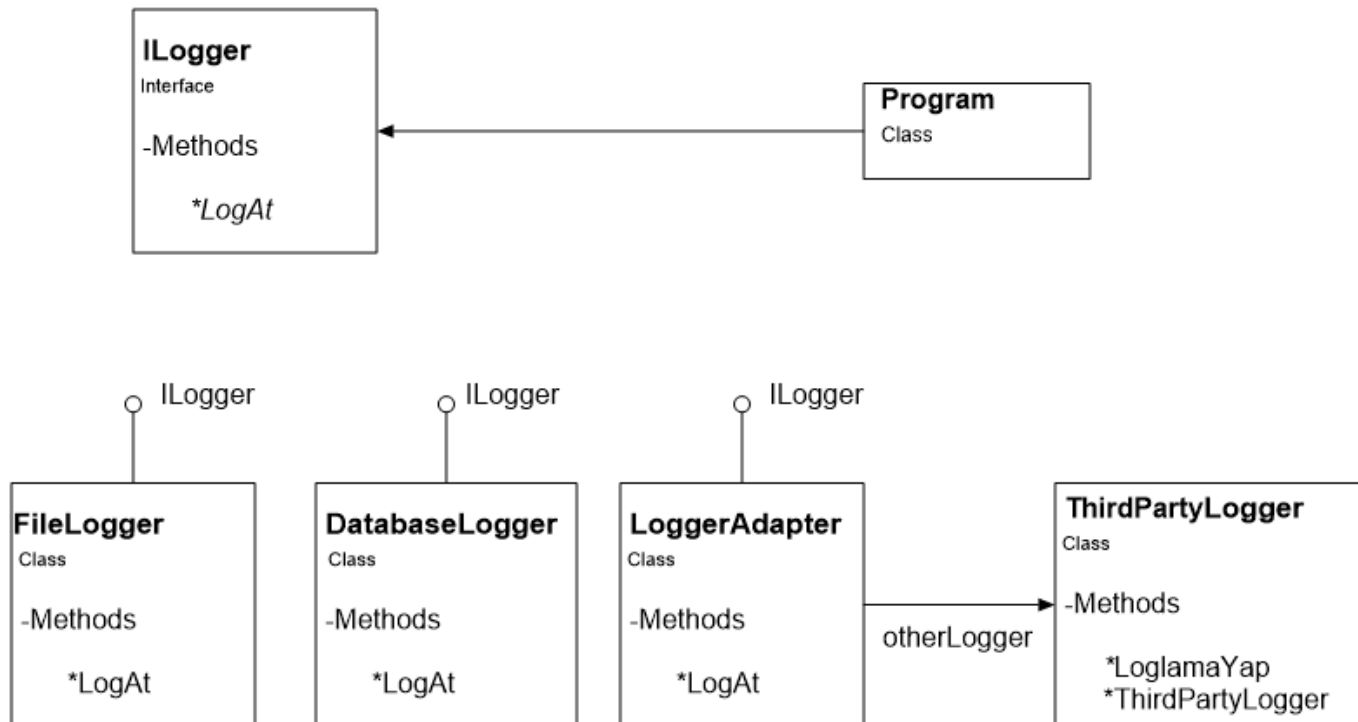 ILogger
Interface
-Methods
*LogAt
Program
Class
ILogger
ILogger
ILogger
FileLogger
Class
-Methods
*LogAt
DatabaseLogger
Class
-Methods
*LogAt
LoggerAdapter
Class
-Methods
*LogAt
otherLogger
ThirdPartyLogger
Class
-Methods
*LoglamaYap
*ThirdPartyLogger